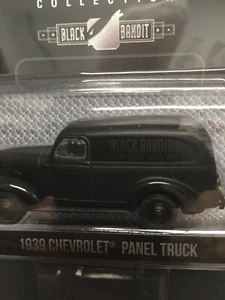 COLLECTION
BLACK BANDIT
BLACK BANDIT
1939 CHEVROLET® PANEL TRUCK